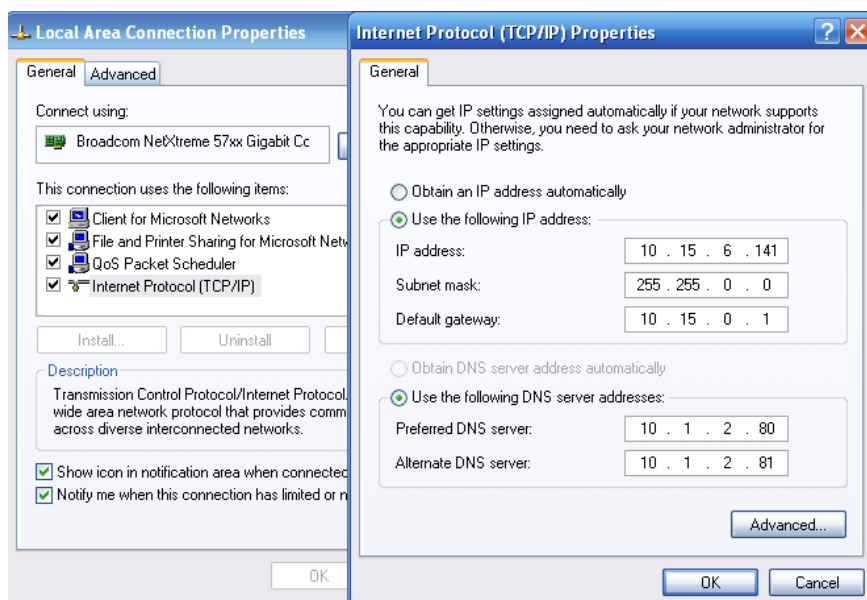 Local Area Connection Properties
General
Advanced
Connect using:
Broadcom NetXtreme 57xx Gigabit Cc
This connection uses the following items:
Client for Microsoft Networks
File and Printer Sharing for Microsoft Netw
QoS Packet Scheduler
Internet Protocol (TCP/IP)
Install...
Uninstall
Description
Transmission Control Protocol/Internet Protocol.
wide area network protocol that provides comm
across diverse interconnected networks.
Show icon in notification area when connected
Notify me when this connection has limited or n
OK
Internet Protocol (TCP/IP) Properties
General
You can get IP settings assigned automatically if your network supports
this capability. Otherwise, you need to ask your network administrator for
the appropriate IP settings.
Obtain an IP address automatically
Use the following IP address:
IP address: 10 . 15 . 6 . 141
Subnet mask: 255 . 255 . 0 . 0
Default gateway: 10 . 15 . 0 . 1
Obtain DNS server address automatically
Use the following DNS server addresses:
Preferred DNS server: 10 . 1 . 2 . 80
Alternate DNS server: 10 . 1 . 2 . 81
Advanced...
OK
Cancel